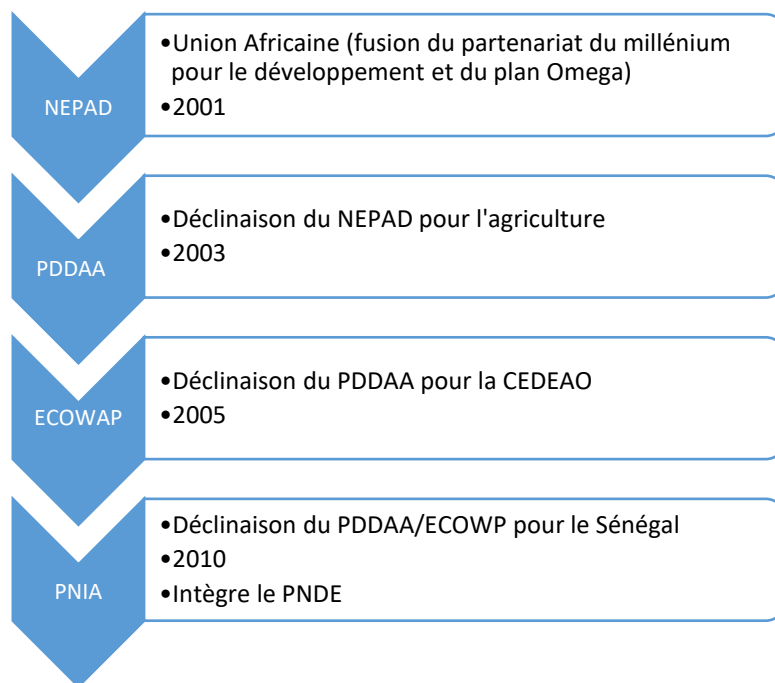 NEPAD
•Union Africaine (fusion du partenariat du millénium
pour le développement et du plan Omega)
•2001
PDDAA
•Déclinaison du NEPAD pour l'agriculture
•2003
ECOWAP
•Déclinaison du PDDAA pour la CEDEAO
•2005
PNIA
•Déclinaison du PDDAA/ECOWP pour le Sénégal
•2010
•Intègre le PNDE